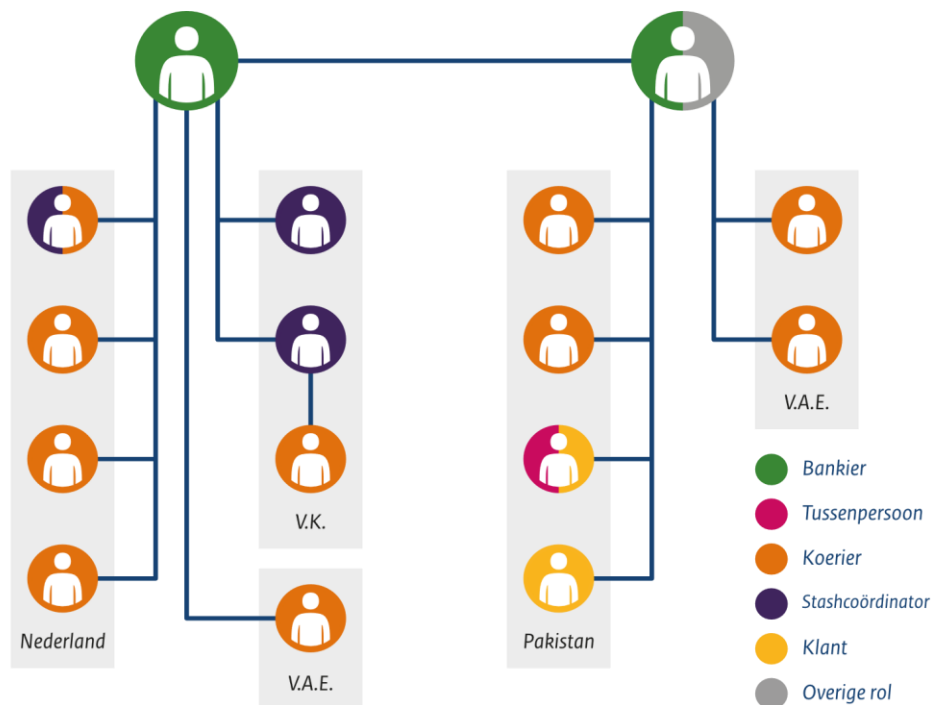 Nederland
V.K.
V.A.E.
Pakistan
V.A.E.
Bankier
Tussenpersoon
Koerier
Stashcoördinator
Klant
Overige rol